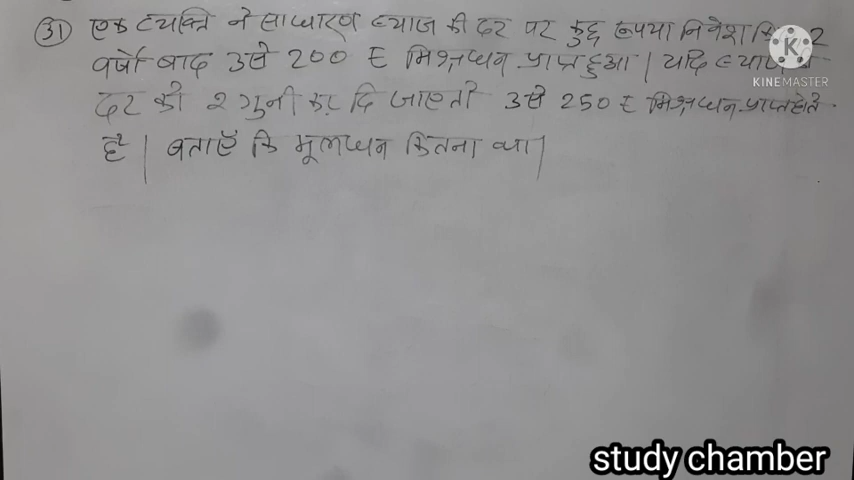 31 एक व्यक्ति ने साधारण ब्याज की दर पर कुछ रूपया निवेश 2
वर्षो बाद उसे 200 ₹ मिश्रधन प्राप्त हुआ | यदि ब्याज
दर को २ गुनी कर दि जाए तो उसे 250 ₹ मिश्रधन प्राप्त होते
है | बताएँ कि मूलधन कितना था |
K
KINEMASTER
study chamber